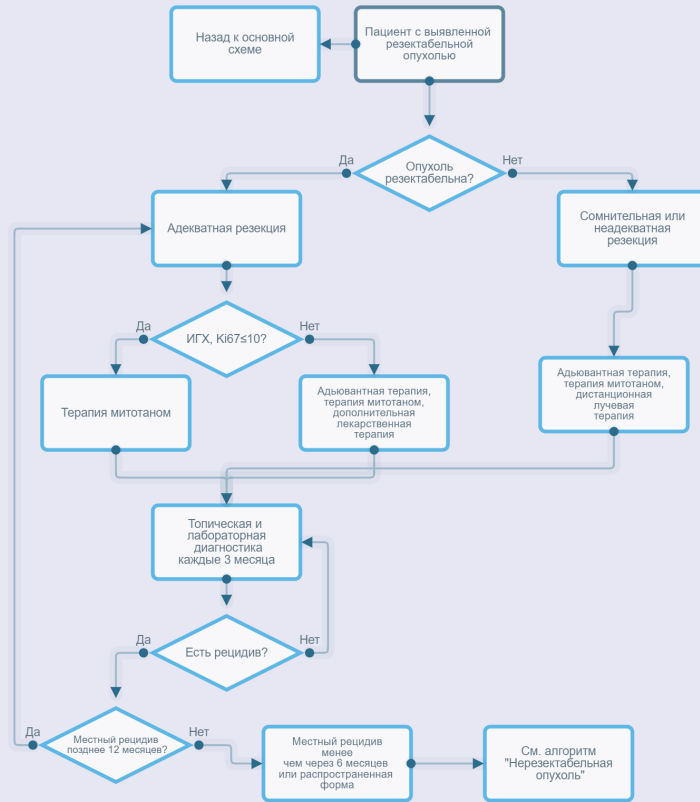 Назад к основной
схеме
Пациент с выявленной
резектабельной
опухолью
Опухоль
резектабельна?
Да
Нет
Адекватная резекция
Сомнительная или
неадекватная
резекция
ИГХ, Ki67≤10?
Да
Нет
Терапия митотаном
Адьювантная терапия,
терапия митотаном,
дополнительная
лекарственная
терапия
Адьювантная терапия,
терапия митотаном,
дистанционная
лучевая
терапия
Топическая и
лабораторная
диагностика
каждые 3 месяца
Есть рецидив?
Да
Нет
Местный рецидив
позднее 12 месяцев?
Да
Нет
Местный рецидив
менее
чем через 6 месяцев
или распространенная
форма
См. алгоритм
"Нерезектабельная
опухоль"